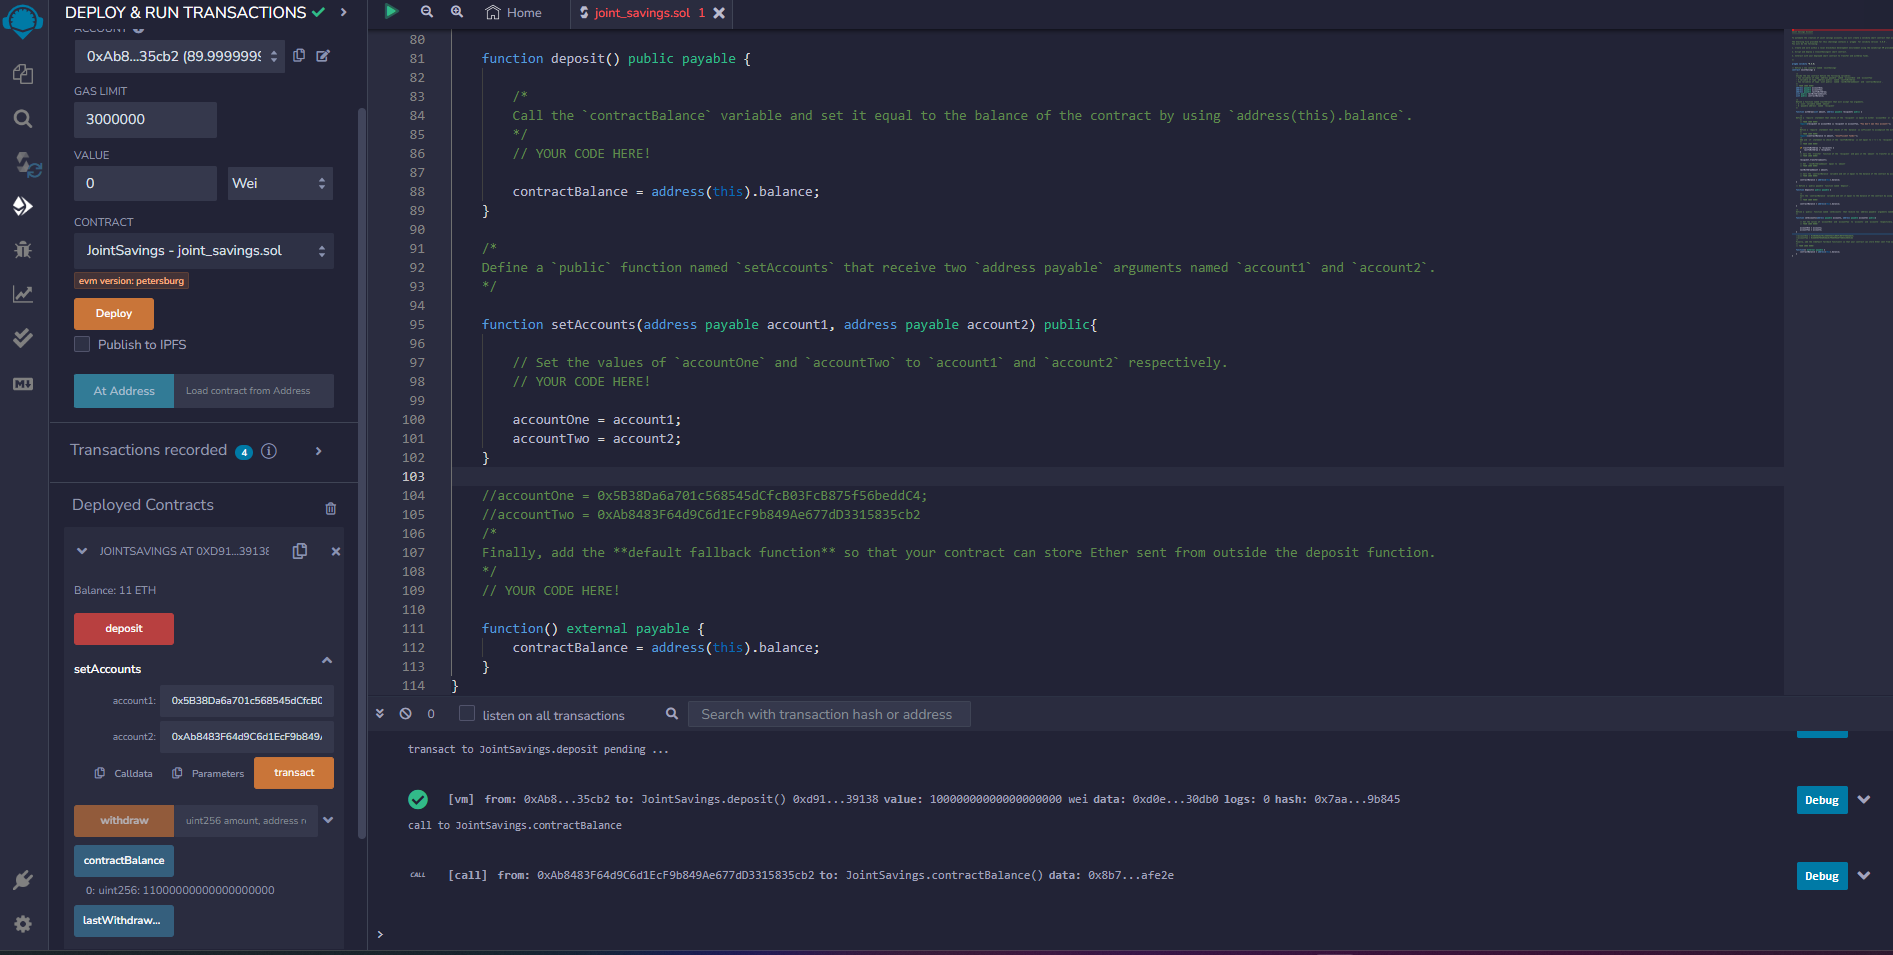 DEPLOY & RUN TRANSACTIONS
ACCOUNT
0xAb8...35cb2 (89.9999999
GAS LIMIT
3000000
VALUE
0
Wei
CONTRACT
JointSavings - joint_savings.sol
evm version: petersburg
Deploy
Publish to IPFS
At Address
Load contract from Address
Transactions recorded 4 i
Deployed Contracts
JOINTSAVINGS AT 0XD91...39138
Balance: 11 ETH
deposit
setAccounts
account1: 0x5B38Da6a701c568545dCfcB0
account2: 0xAb8483F64d9C6d1EcF9b849
Calldata Parameters transact
withdraw uint256 amount, address r
contractBalance
0: uint256: 11000000000000000000
lastWithdraw...
Home
joint_savings.sol 1
80
81 function deposit() public payable {
82
83 /*
84 Call the `contractBalance` variable and set it equal to the balance of the contract by using `address(this).balance`.
85 */
86 // YOUR CODE HERE!
87
88 contractBalance = address(this).balance;
89 }
90
91 /*
92 Define a `public` function named `setAccounts` that receive two `address payable` arguments named `account1` and `account2`.
93 */
94
95 function setAccounts(address payable account1, address payable account2) public{
96
97 // Set the values of `accountOne` and `accountTwo` to `account1` and `account2` respectively.
98 // YOUR CODE HERE!
99
100 accountOne = account1;
101 accountTwo = account2;
102 }
103
104 //accountOne = 0x5B38Da6a701c568545dCfcB03FcB875f56beddC4;
105 //accountTwo = 0xAb8483F64d9C6d1EcF9b849Ae677dD3315835cb2
106 /*
107 Finally, add the **default fallback function** so that your contract can store Ether sent from outside the deposit function.
108 */
109 // YOUR CODE HERE!
110
111 function() external payable {
112 contractBalance = address(this).balance;
113 }
114 }
0 listen on all transactions Search with transaction hash or address
transact to JointSavings.deposit pending ...
[vm] from: 0xAb8...35cb2 to: JointSavings.deposit() 0xd91...39138 value: 10000000000000000000 wei data: 0xd0e...30db0 logs: 0 hash: 0x7aa...9b845
Debug
call to JointSavings.contractBalance
CALL [call] from: 0xAb8483F64d9C6d1EcF9b849Ae677dD3315835cb2 to: JointSavings.contractBalance() data: 0x8b7...afe2e
Debug
>